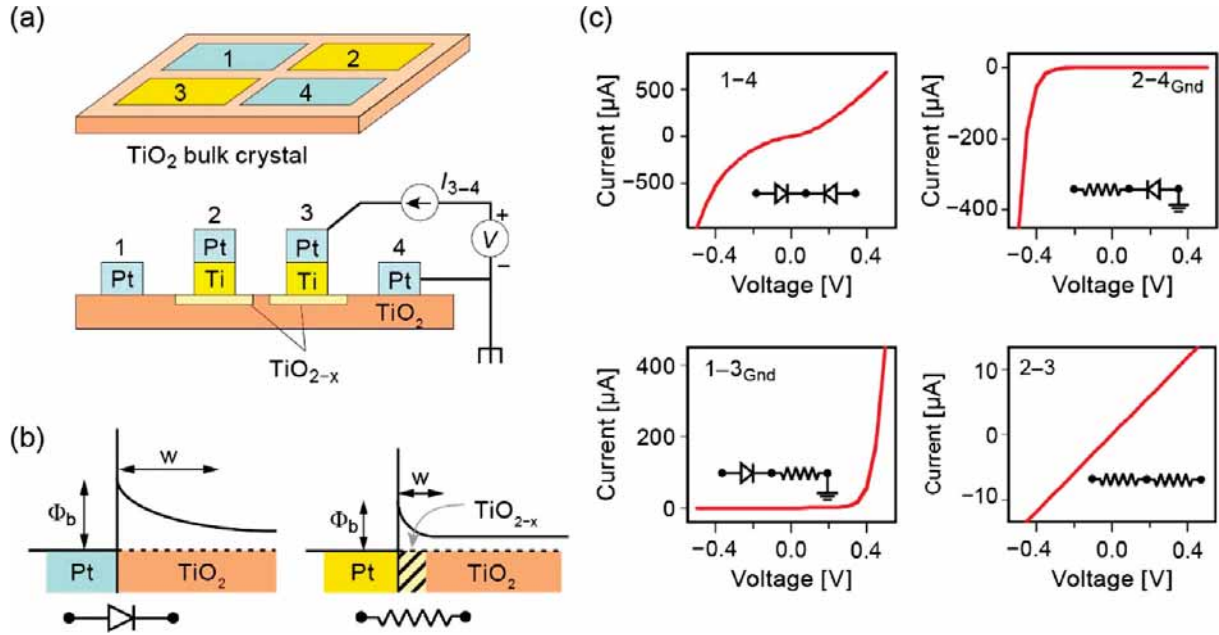 (a)
1
2
3
4
TiO2 bulk crystal
I3–4
+
V
–
1
2
3
4
Pt
Pt
Pt
Pt
Ti
Ti
TiO2
TiO2–x
(b)
w
Φb
Pt
TiO2
w
Φb
TiO2–x
Pt
TiO2
(c)
1–4
Current [µA]
500
0
−500
−0.4 0.0 0.4
Voltage [V]
2–4Gnd
Current [µA]
0
−200
−400
−0.4 0.0 0.4
Voltage [V]
1–3Gnd
Current [µA]
400
200
0
−0.4 0.0 0.4
Voltage [V]
2–3
Current [µA]
10
0
−10
−0.4 0.0 0.4
Voltage [V]